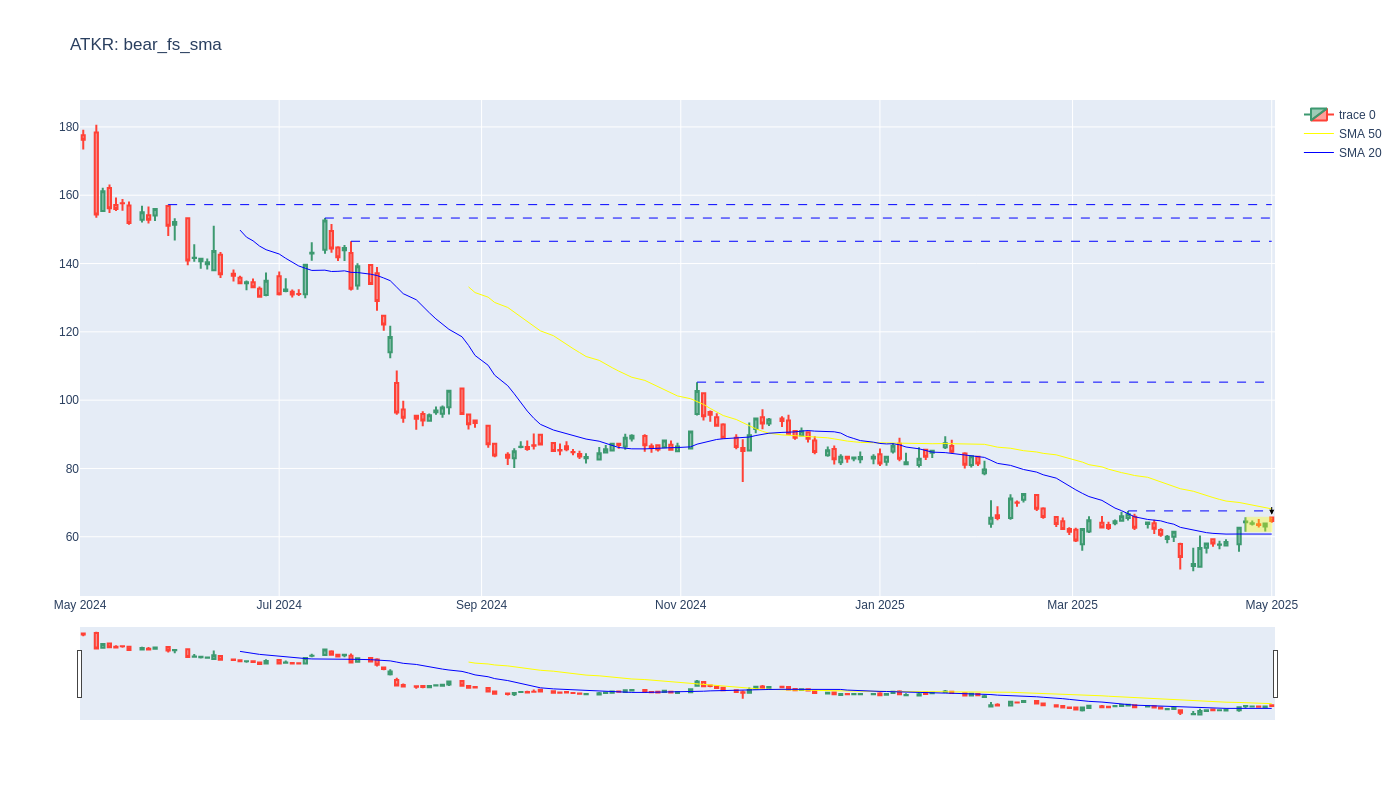 ATKR: bear_fs_sma
trace 0
SMA 50
SMA 20
180
160
140
120
100
80
60
May 2024
Jul 2024
Sep 2024
Nov 2024
Jan 2025
Mar 2025
May 2025